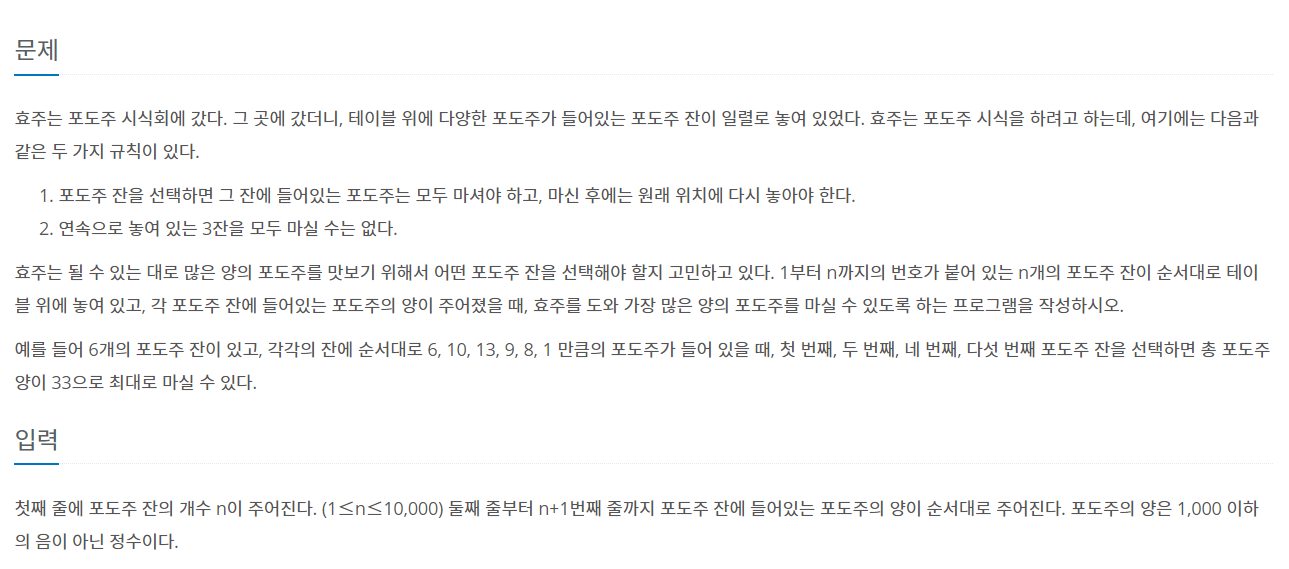 문제
효주는 포도주 시식회에 갔다. 그 곳에 갔더니, 테이블 위에 다양한 포도주가 들어있는 포도주 잔이 일렬로 놓여 있었다. 효주는 포도주 시식을 하려고 하는데, 여기에는 다음과
같은 두 가지 규칙이 있다.
1. 포도주 잔을 선택하면 그 잔에 들어있는 포도주는 모두 마셔야 하고, 마신 후에는 원래 위치에 다시 놓아야 한다.
2. 연속으로 놓여 있는 3잔을 모두 마실 수는 없다.
효주는 될 수 있는 대로 많은 양의 포도주를 맛보기 위해서 어떤 포도주 잔을 선택해야 할지 고민하고 있다. 1부터 n까지의 번호가 붙어 있는 n개의 포도주 잔이 순서대로 테이
블 위에 놓여 있고, 각 포도주 잔에 들어있는 포도주의 양이 주어졌을 때, 효주를 도와 가장 많은 양의 포도주를 마실 수 있도록 하는 프로그램을 작성하시오.
예를 들어 6개의 포도주 잔이 있고, 각각의 잔에 순서대로 6, 10, 13, 9, 8, 1 만큼의 포도주가 들어 있을 때, 첫 번째, 두 번째, 네 번째, 다섯 번째 포도주 잔을 선택하면 총 포도주
양이 33으로 최대로 마실 수 있다.
입력
첫째 줄에 포도주 잔의 개수 n이 주어진다. (1≤n≤10,000) 둘째 줄부터 n+1번째 줄까지 포도주 잔에 들어있는 포도주의 양이 순서대로 주어진다. 포도주의 양은 1,000 이하
의 음이 아닌 정수이다.